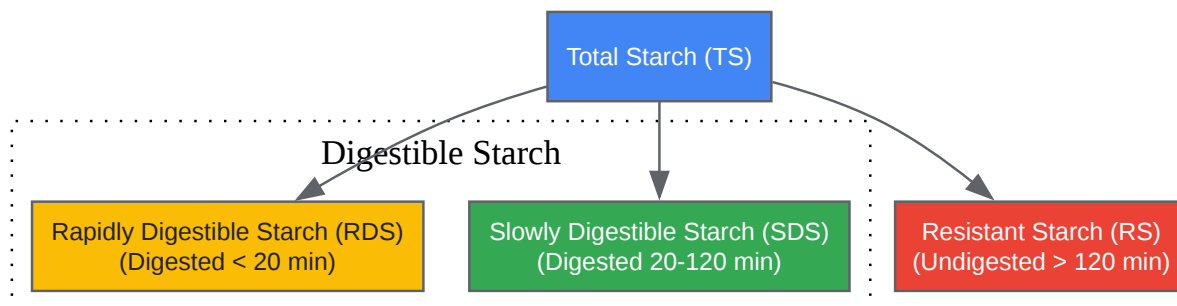 Total Starch (TS)
Digestible Starch
Rapidly Digestible Starch (RDS)
(Digested < 20 min)
Slowly Digestible Starch (SDS)
(Digested 20-120 min)
Resistant Starch (RS)
(Undigested > 120 min)